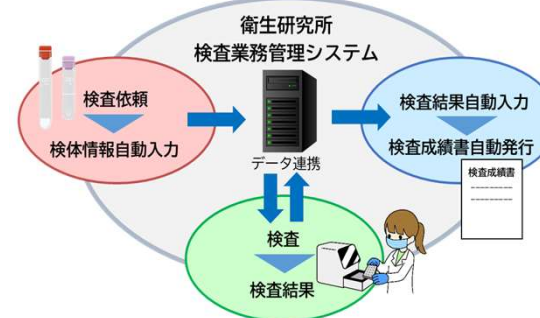 衛生研究所
検査業務管理システム
検査依頼
検体情報自動入力
データ連携
検査結果自動入力
検査成績書自動発行
検査成績書
検査
検査結果